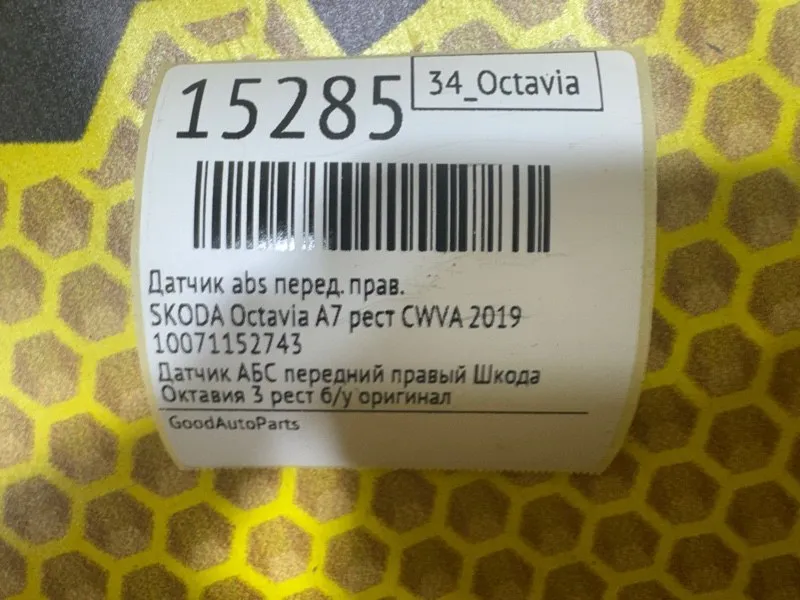 15285
34_Octavia
Датчик abs перед. прав.
SKODA Octavia A7 рест CWVA 2019
10071152743
Датчик АБС передний правый Шкода
Октавия 3 рест б/у оригинал
GoodAutoParts